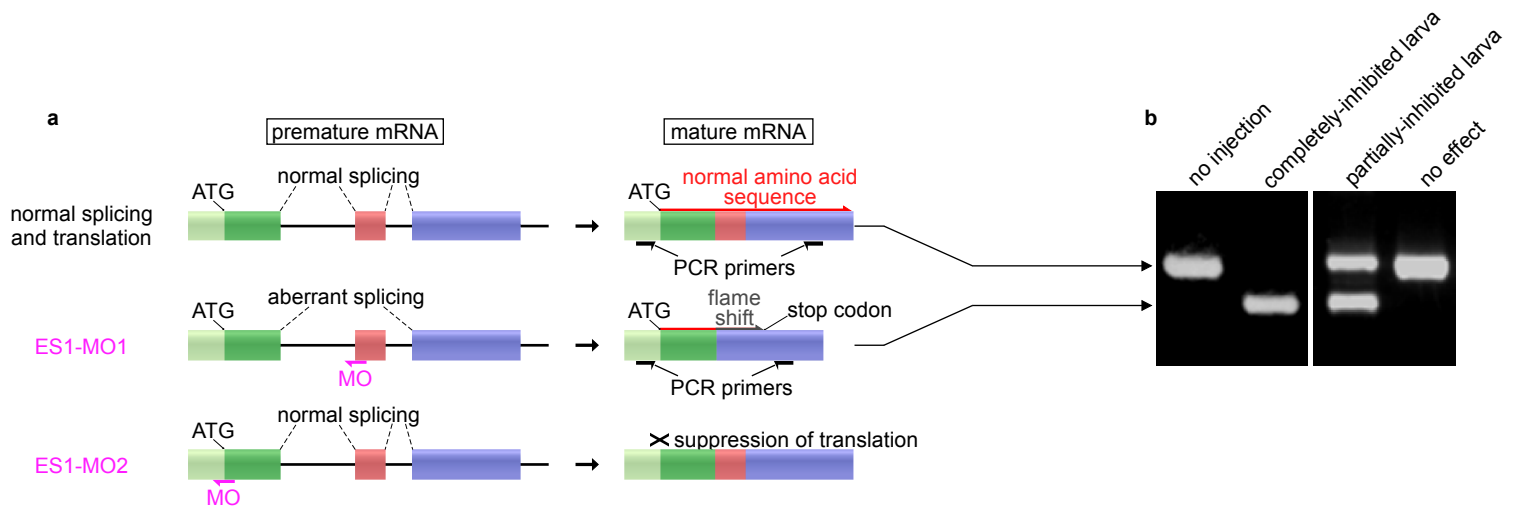 a
premature mRNA
mature mRNA
normal splicing
and translation
ATG
normal splicing
ATG
normal amino acid
sequence
PCR primers
ES1-MO1
aberrant splicing
MO
ATG
flame
shift
stop codon
PCR primers
ES1-MO2
ATG
normal splicing
MO
suppression of translation
b
no injection
completely-inhibited larva
partially-inhibited larva
no effect